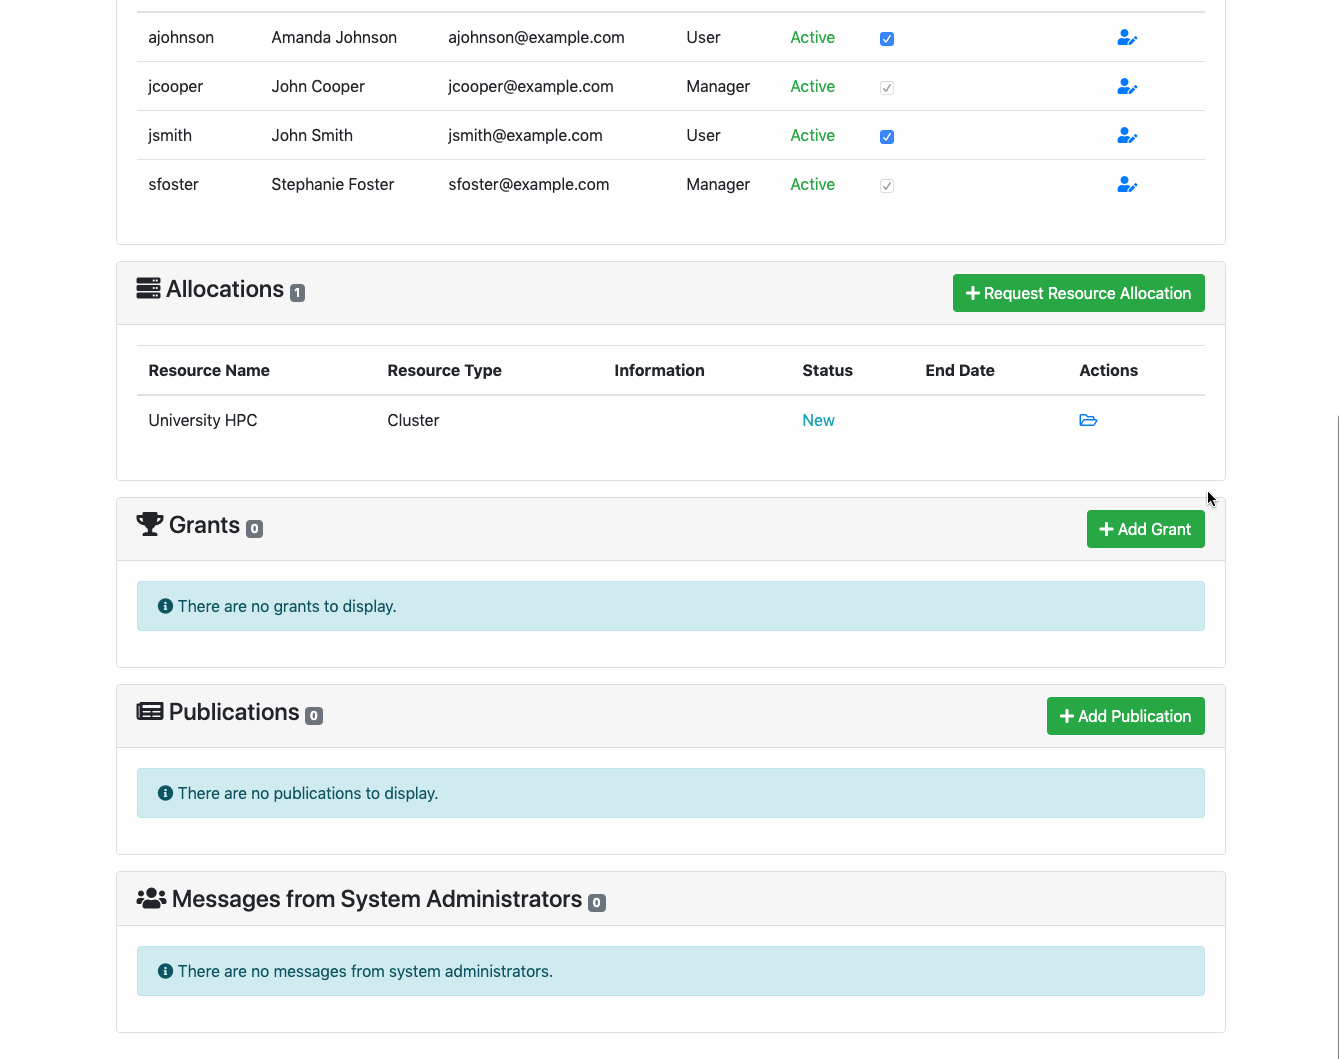 ajohnson Amanda Johnson ajohnson@example.com User Active
jcooper John Cooper jcooper@example.com Manager Active
jsmith John Smith jsmith@example.com User Active
sfoster Stephanie Foster sfoster@example.com Manager Active
Allocations 1 Request Resource Allocation
Resource Name Resource Type Information Status End Date Actions
University HPC Cluster New
Grants 0 Add Grant
There are no grants to display.
Publications 0 Add Publication
There are no publications to display.
Messages from System Administrators 0
There are no messages from system administrators.